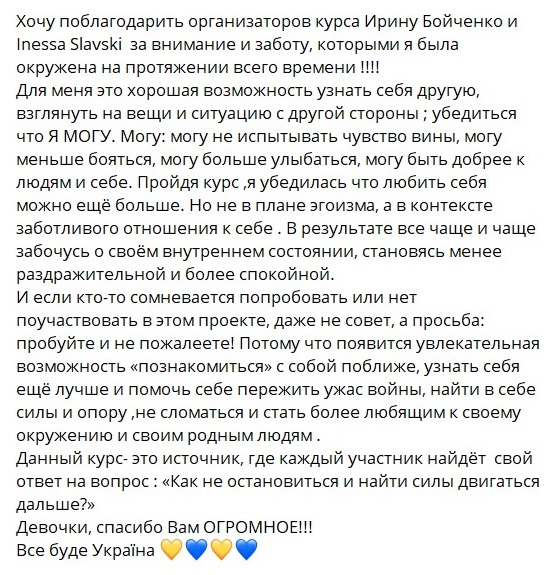 Хочу поблагодарить организаторов курса Ирину Бойченко и
Inessa Slavski  за внимание и заботу, которыми я была
окружена на протяжении всего времени !!!!
Для меня это хорошая возможность узнать себя другую,
взглянуть на вещи и ситуацию с другой стороны ; убедиться
что Я МОГУ. Могу: могу не испытывать чувство вины, могу
меньше бояться, могу больше улыбаться, могу быть добрее к
людям и себе. Пройдя курс ,я убедилась что любить себя
можно ещё больше. Но не в плане эгоизма, а в контексте
заботливого отношения к себе . В результате все чаще и чаще
забочусь о своём внутреннем состоянии, становясь менее
раздражительной и более спокойной.
И если кто-то сомневается попробовать или нет
поучаствовать в этом проекте, даже не совет, а просьба:
пробуйте и не пожалеете! Потому что появится увлекательная
возможность «познакомиться» с собой поближе, узнать себя
ещё лучше и помочь себе пережить ужас войны, найти в себе
силы и опору ,не сломаться и стать более любящим к своему
окружению и своим родным людям .
Данный курс- это источник, где каждый участник найдёт  свой
ответ на вопрос : «Как не остановиться и найти силы двигаться
дальше?»
Девочки, спасибо Вам ОГРОМНОЕ!!!
Все буде Україна 💛💙💛💙